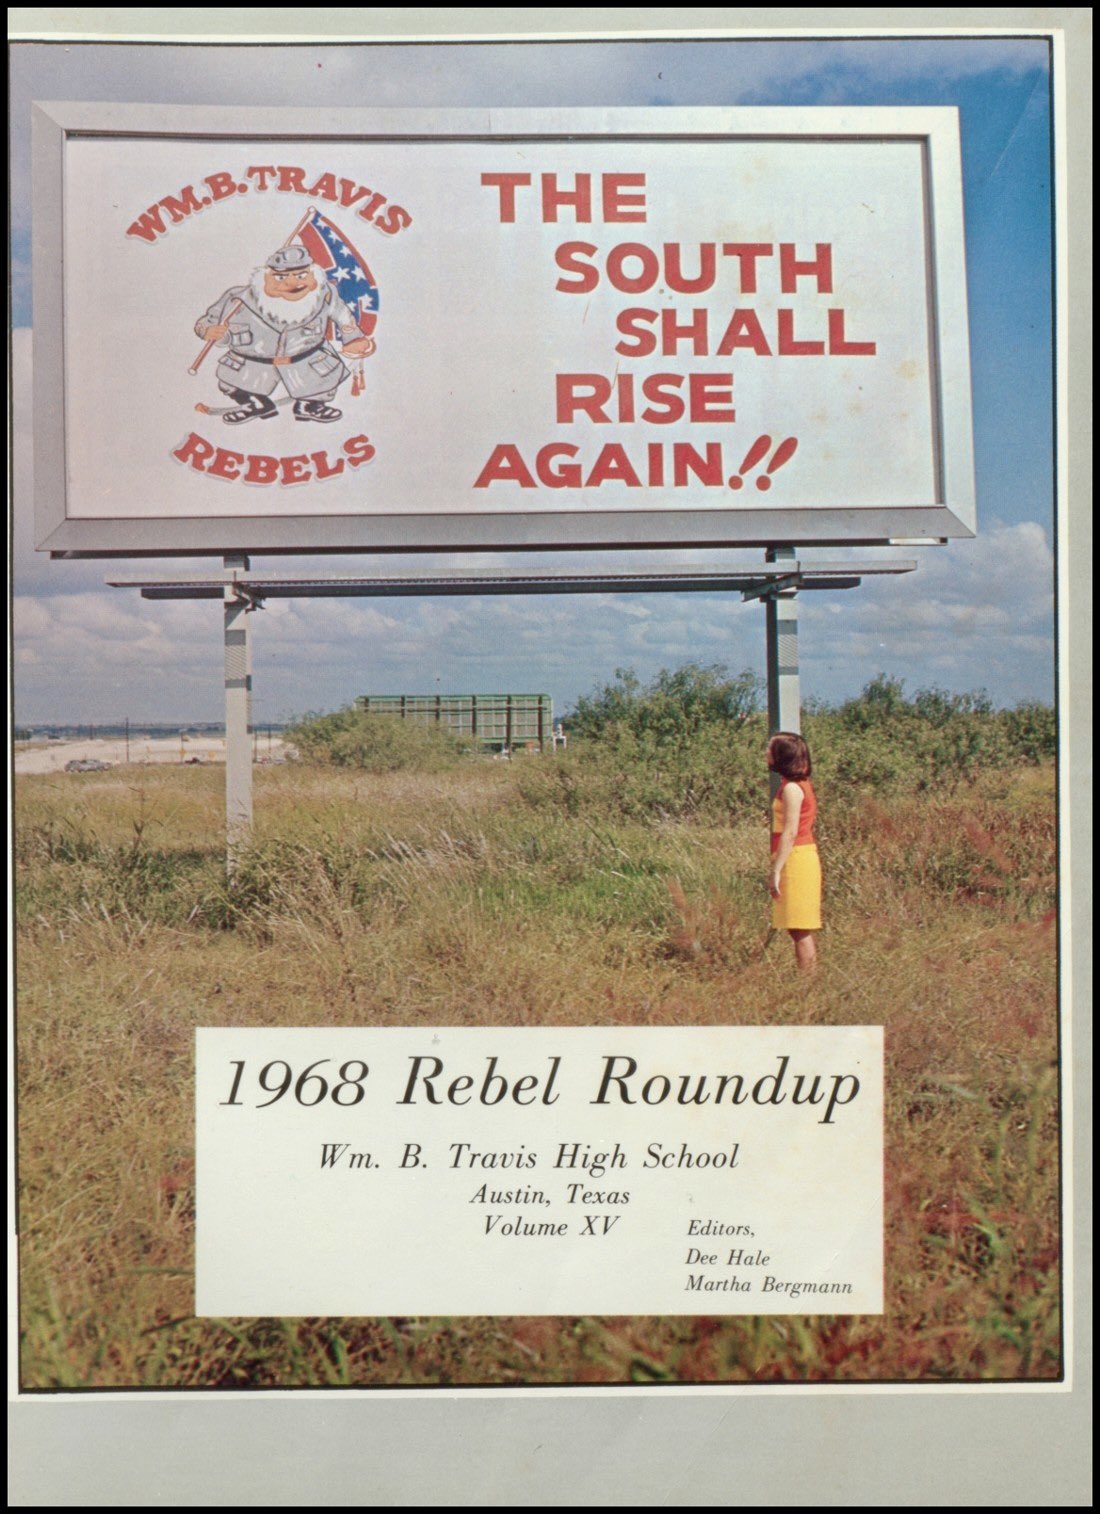 WM. B. TRAVIS
REBELS
THE
SOUTH
SHALL
RISE
AGAIN!!
1968 Rebel Roundup
Wm. B. Travis High School
Austin, Texas
Volume XV
Editors,
Dee Hale
Martha Bergmann